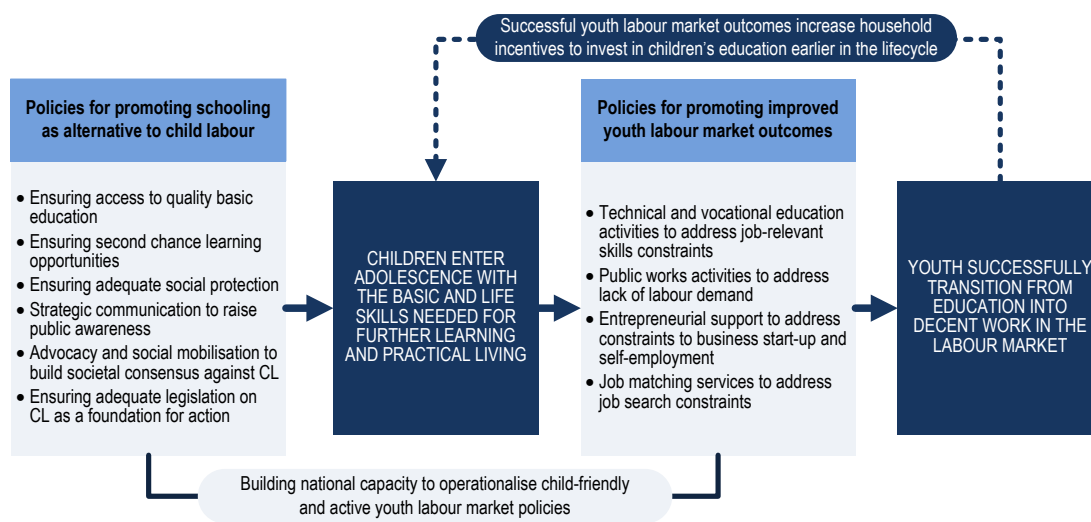 Successful youth labour market outcomes increase household
incentives to invest in children's education earlier in the lifecycle
Policies for promoting schooling
as alternative to child labour
• Ensuring access to quality basic
education
• Ensuring second chance learning
opportunities
• Ensuring adequate social protection
• Strategic communication to raise
public awareness
• Advocacy and social mobilisation to
build societal consensus against CL
• Ensuring adequate legislation on
CL as a foundation for action
CHILDREN ENTER
ADOLESCENCE WITH
THE BASIC AND LIFE
SKILLS NEEDED FOR
FURTHER LEARNING
AND PRACTICAL LIVING
Policies for promoting improved
youth labour market outcomes
• Technical and vocational education
activities to address job-relevant
skills constraints
• Public works activities to address
lack of labour demand
• Entrepreneurial support to address
constraints to business start-up and
self-employment
• Job matching services to address
job search constraints
YOUTH SUCCESSFULLY
TRANSITION FROM
EDUCATION INTO
DECENT WORK IN THE
LABOUR MARKET
Building national capacity to operationalise child-friendly
and active youth labour market policies